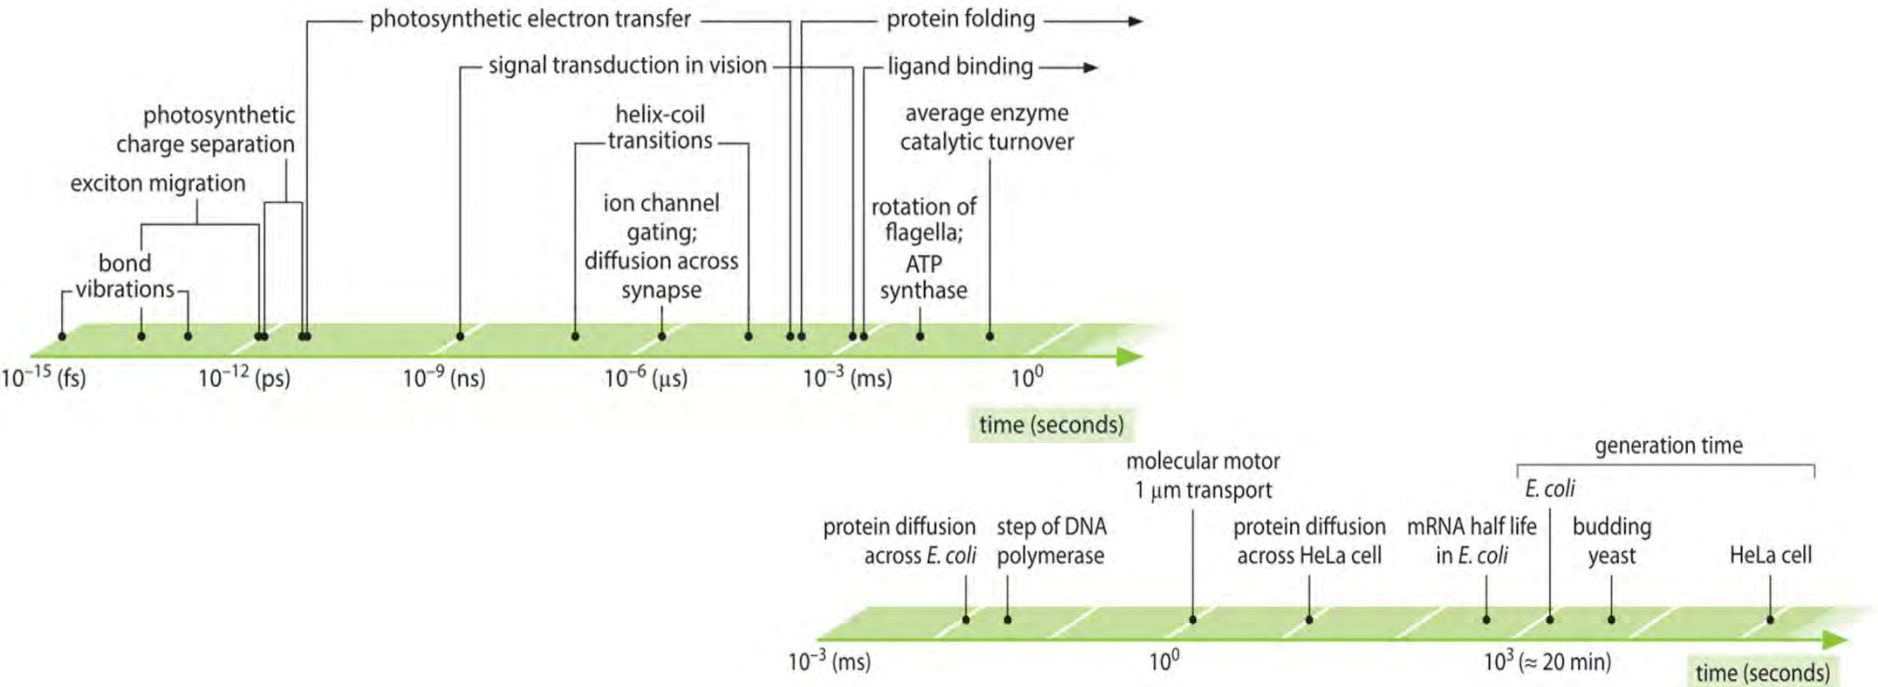 photosynthetic electron transfer
protein folding
signal transduction in vision
ligand binding
photosynthetic
charge separation
helix-coil
transitions
average enzyme
catalytic turnover
exciton migration
ion channel
gating;
diffusion across
synapse
rotation of
flagella;
ATP
synthase
bond
vibrations
10⁻¹⁵ (fs)
10⁻¹² (ps)
10⁻⁹ (ns)
10⁻⁶ (μs)
10⁻³ (ms)
10⁰
time (seconds)
generation time
molecular motor
1 μm transport
E. coli
protein diffusion
across E. coli
step of DNA
polymerase
protein diffusion
across HeLa cell
mRNA half life
in E. coli
budding
yeast
HeLa cell
10⁻³ (ms)
10⁰
10³ (≈ 20 min)
time (seconds)